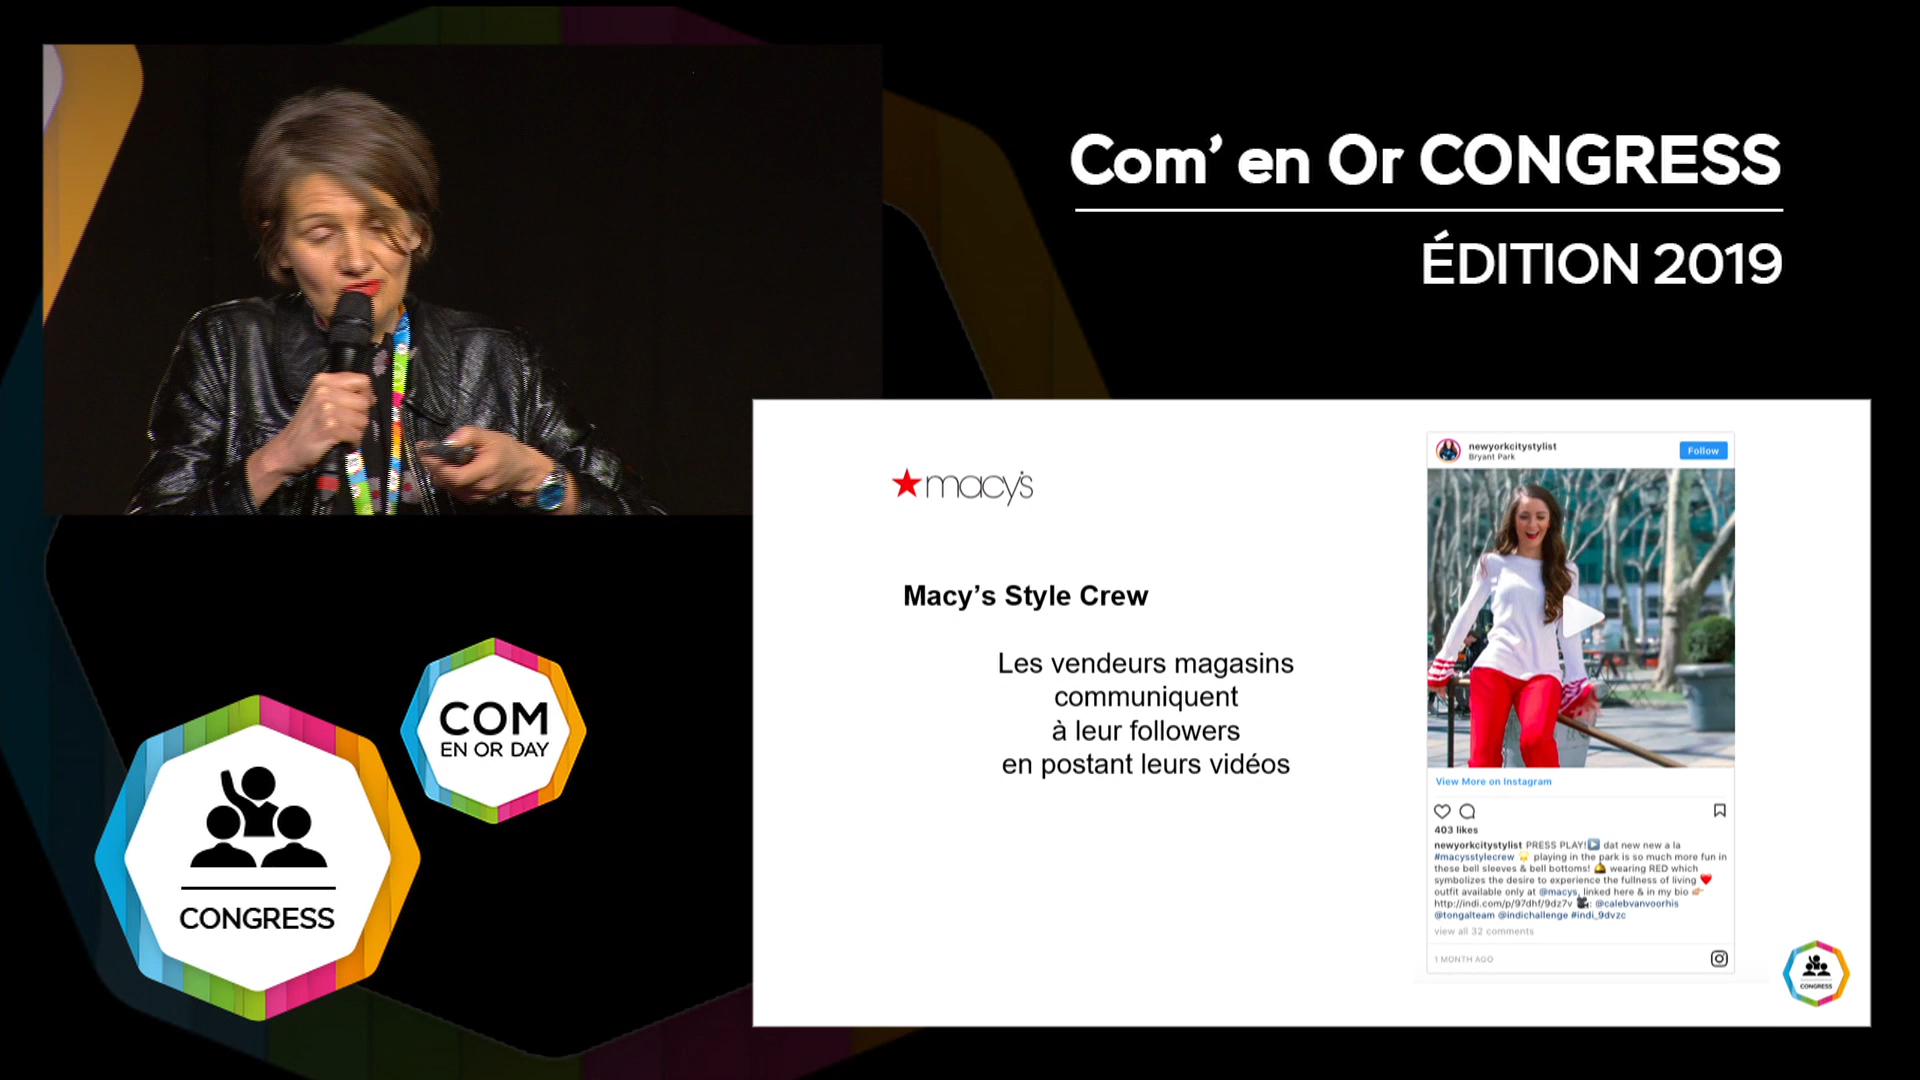 Com’ en Or CONGRESS
ÉDITION 2019
macy's
Macy’s Style Crew
Les vendeurs magasins
communiquent
à leur followers
en postant leurs vidéos
newyorkcitystylist
Bryant Park
Follow
View More on Instagram
403 likes
newyorkcitystylist PRESS PLAY!▶️ dat new new a la
#macysstylecrew playing in the park is so much more fun in
these bell sleeves & bell bottoms! 🛎️ wearing RED which
symbolizes the desire to experience the fullness of living ❤️
outfit available only at @macys, linked here & in my bio 👉
http://indi.com/p/97dhf/9dz7v 🎥: @calebvanvoorhis
@tongalteam @indichallenge #indi_9dvzc
view all 32 comments
1 MONTH AGO
CONGRESS
COM
EN OR DAY
CONGRESS